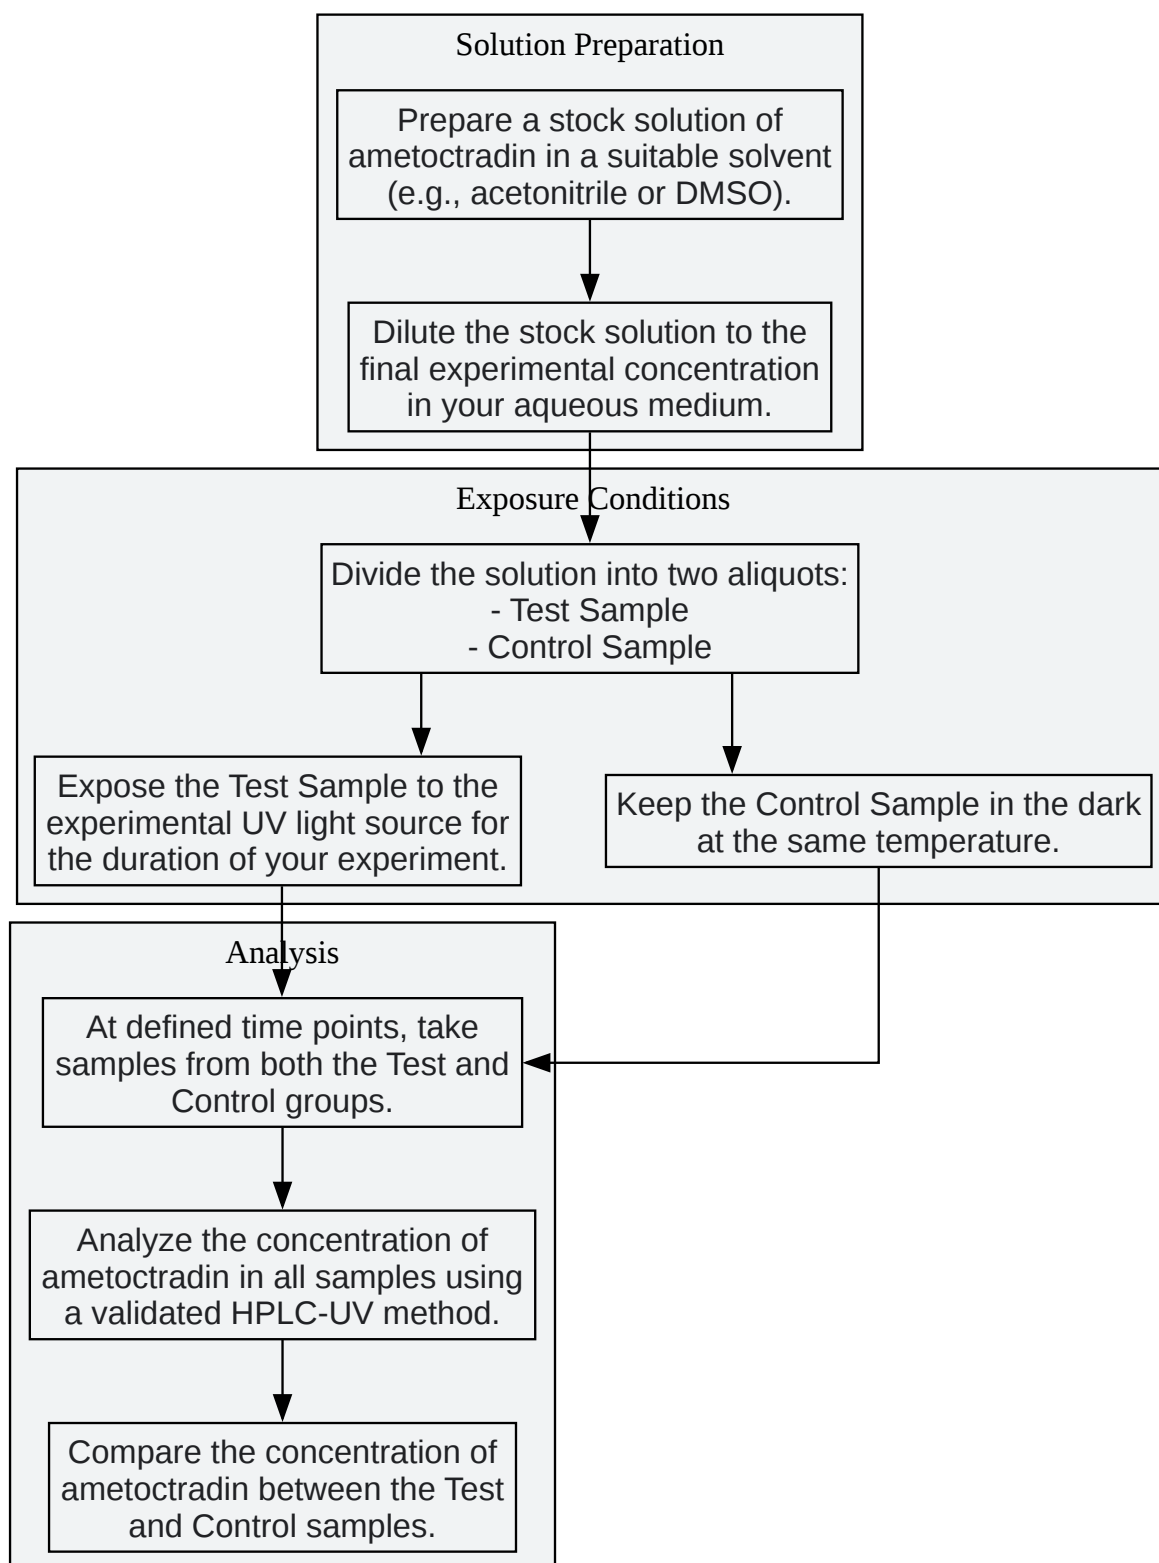 Solution Preparation
Prepare a stock solution of
ametoctradin in a suitable solvent
(e.g., acetonitrile or DMSO).
Dilute the stock solution to the
final experimental concentration
in your aqueous medium.
Exposure Conditions
Divide the solution into two aliquots:
- Test Sample
- Control Sample
Expose the Test Sample to the
experimental UV light source for
the duration of your experiment.
Keep the Control Sample in the dark
at the same temperature.
Analysis
At defined time points, take
samples from both the Test and
Control groups.
Analyze the concentration of
ametoctradin in all samples using
a validated HPLC-UV method.
Compare the concentration of
ametoctradin between the Test
and Control samples.